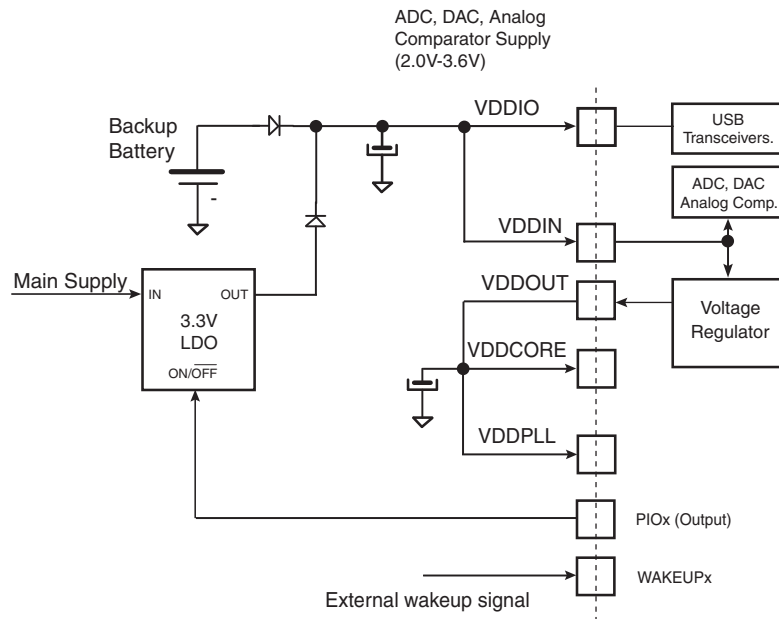 ADC, DAC, Analog
Comparator Supply
(2.0V-3.6V)
Backup
Battery
-
VDDIO
USB
Transceivers.
ADC, DAC
Analog Comp.
VDDIN
Main Supply
IN
OUT
3.3V
LDO
ON/OFF
VDDOUT
Voltage
Regulator
VDDCORE
VDDPLL
PIOx (Output)
WAKEUPx
External wakeup signal